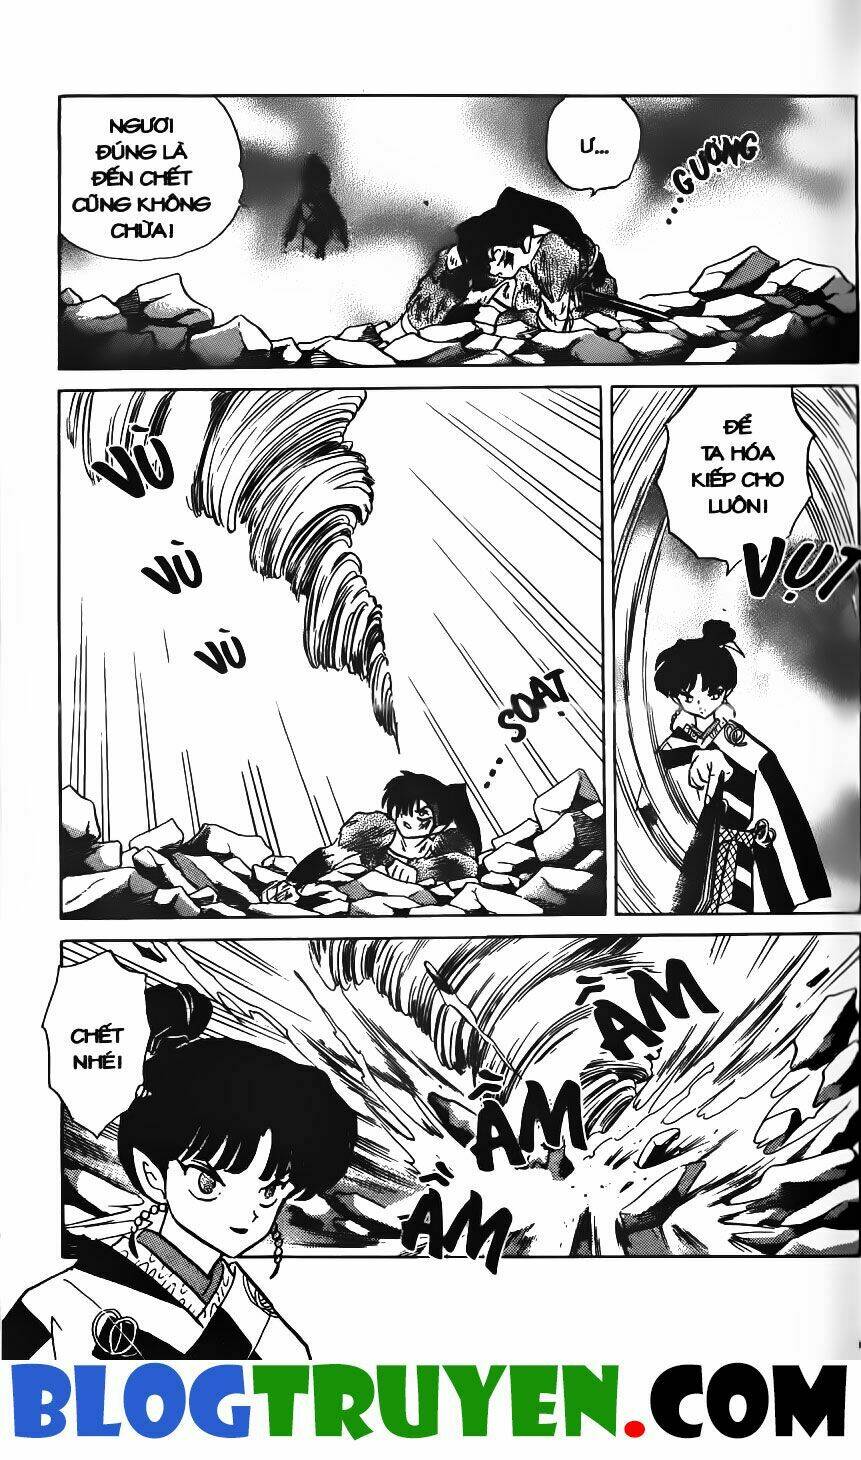 NGƯƠI
ĐÚNG LÀ
ĐẾN CHẾT
CŨNG KHÔNG
CHỪA!
Ư...
...GƯỢNG
VÙ
VÙ
VÙ
...SOẠT
ĐỂ
TA HÓA
KIẾP CHO
LUÔN!
VỤT
CHẾT
NHÉ!
ẦM
ẦM
ẦM
BLOGTRUYEN.COM